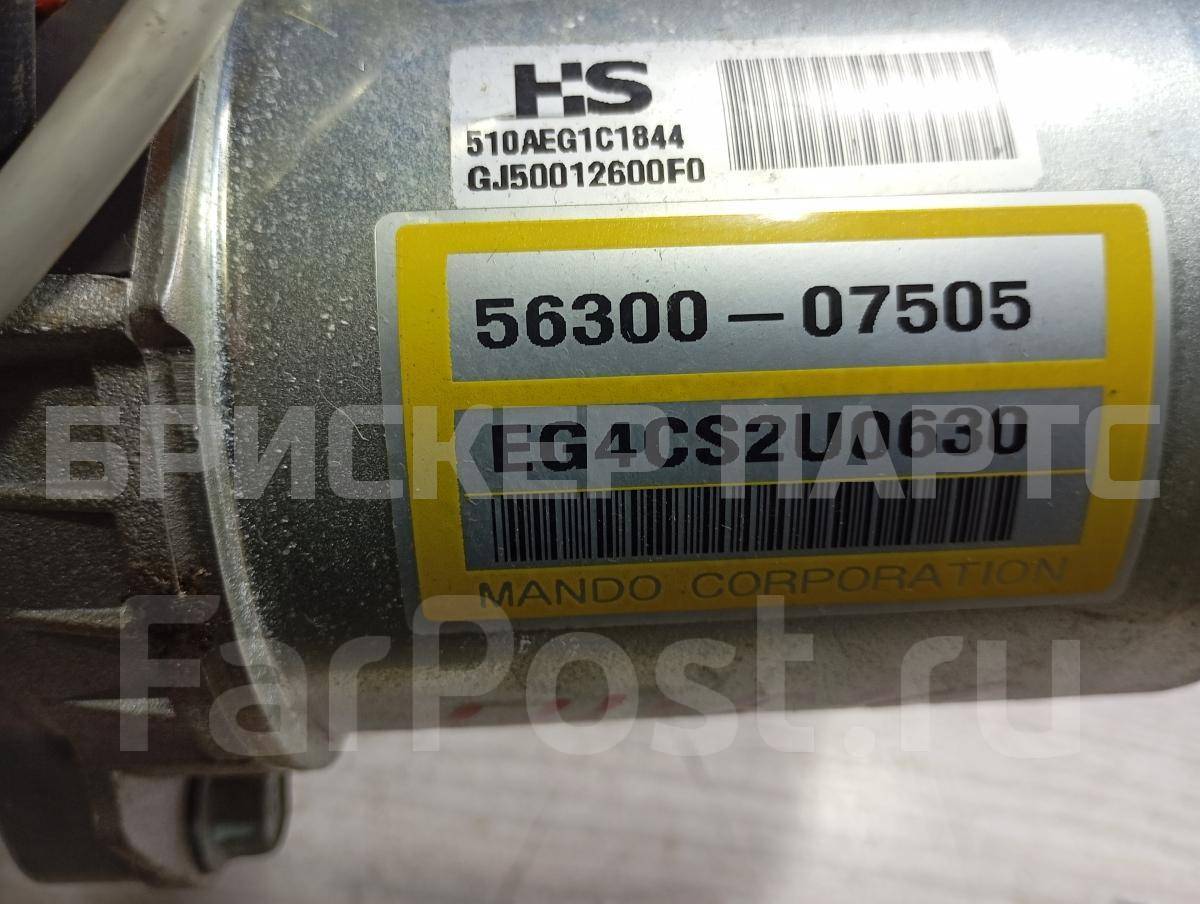 HS
510AEG1C1844
GJ50012600F0
56300-07505
EG4CS2U0630
БРИСКЕР ПАРТС
MANDO CORPORATION
FarPost.ru